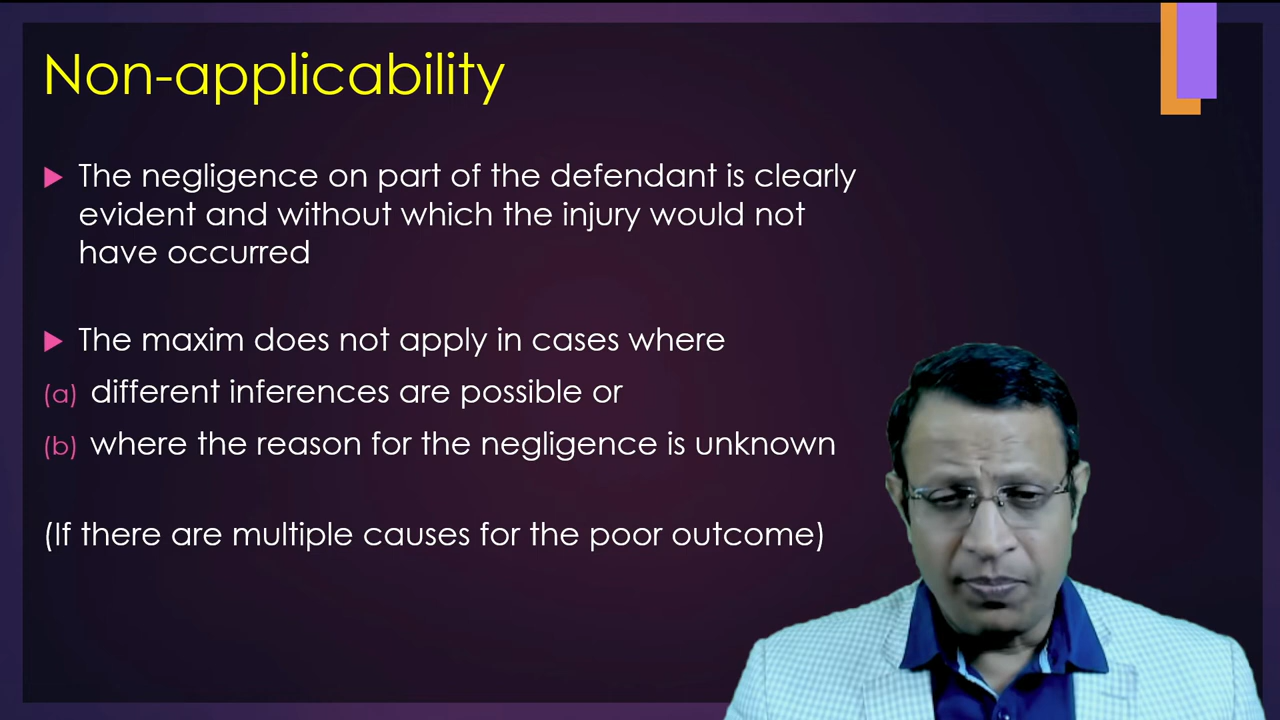 Non-applicability
The negligence on part of the defendant is clearly
evident and without which the injury would not
have occurred
The maxim does not apply in cases where
(a) different inferences are possible or
(b) where the reason for the negligence is unknown
(If there are multiple causes for the poor outcome)